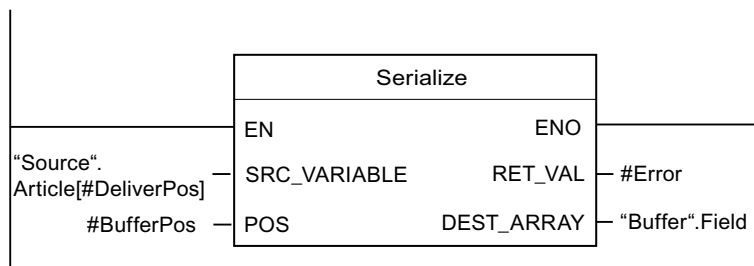 Serialize
EN ENO
“Source“.
Article[#DeliverPos] SRC_VARIABLE RET_VAL #Error
#BufferPos POS DEST_ARRAY “Buffer“.Field